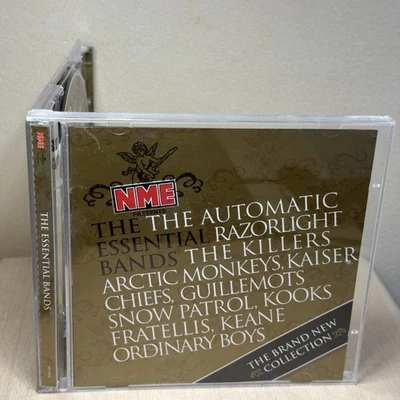 NME
PRESENTS
THE THE AUTOMATIC
ESSENTIAL RAZORLIGHT
BANDS THE KILLERS
ARCTIC MONKEYS, KAISER
CHIEFS, GUILLEMOTS
SNOW PATROL, KOOKS
FRATELLIS, KEANE
ORDINARY BOYS
THE BRAND NEW
COLLECTION
NME
THE ESSENTIAL BANDS